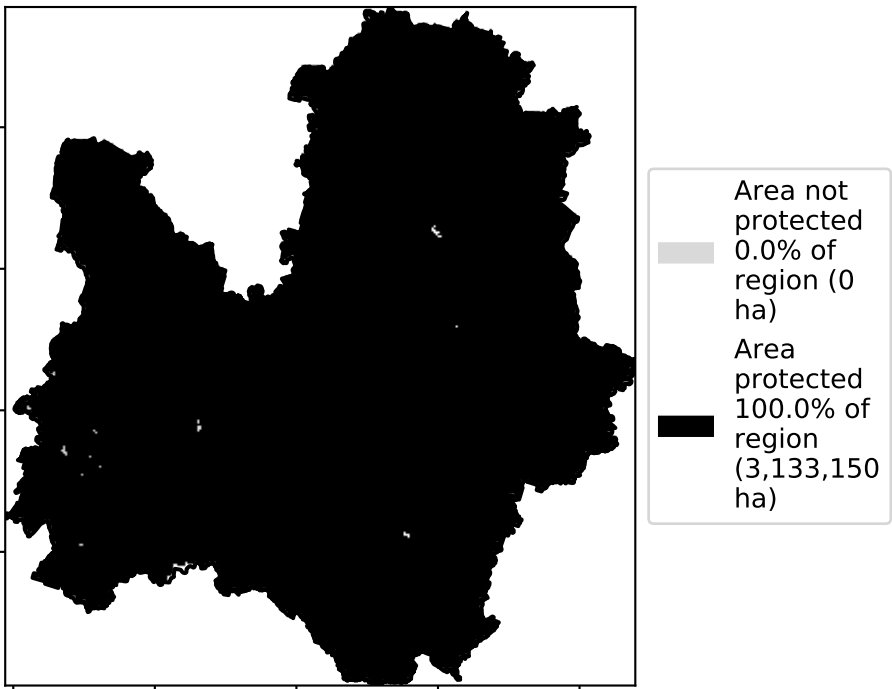 Area not
protected
0.0% of
region (0
ha)
Area
protected
100.0% of
region
(3,133,150
ha)